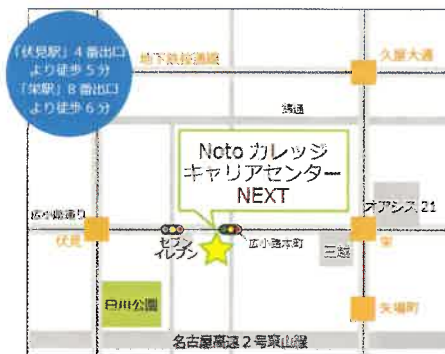 「伏見駅」4番出口
より徒歩5分
「栄駅」8番出口
より徒歩6分
地下鉄桜通線
久屋大通
錦通
Noto カレッジ
キャリアセンター
NEXT
オアシス21
広小路通り
伏見
セブン
イレブン
広小路本町
三越
栄
白川公園
矢場町
名古屋高速2号東山線